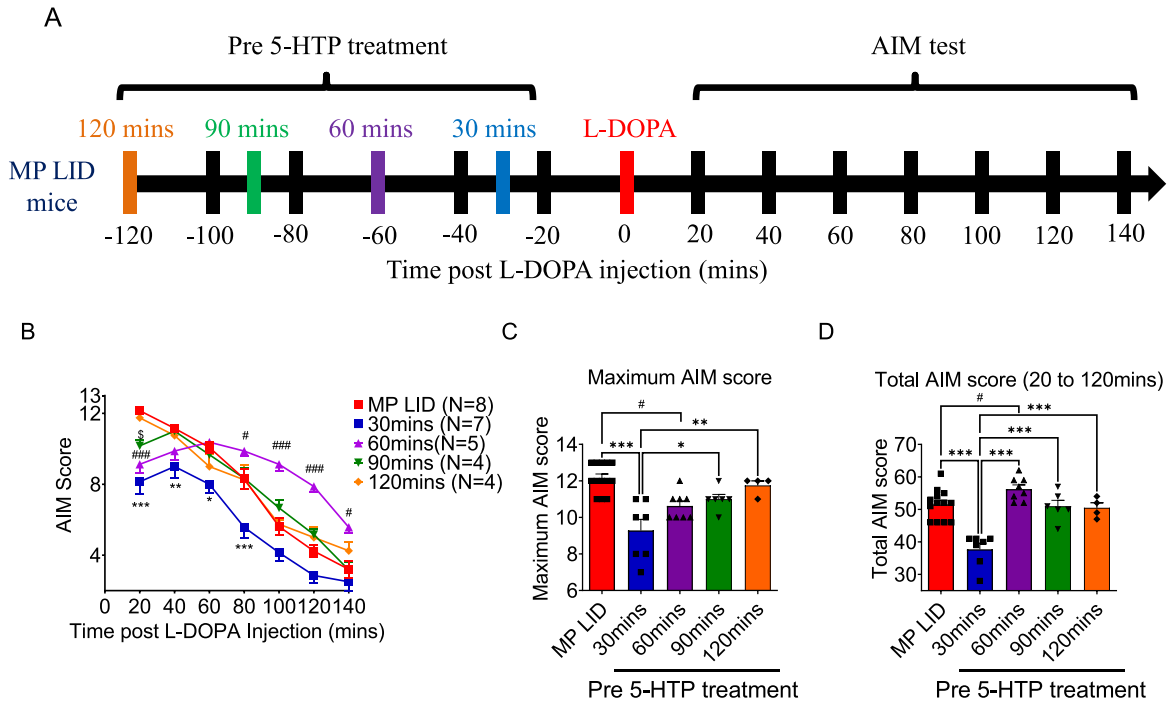 A
Pre 5-HTP treatment
AIM test
120 mins
90 mins
60 mins
30 mins
L-DOPA
MP LID
mice
-120
-100
-80
-60
-40
-20
0
20
40
60
80
100
120
140
Time post L-DOPA injection (mins)
B
AIM Score
13
12
8
4
0 20 40 60 80 100 120 140
Time post L-DOPA Injection (mins)
MP LID (N=8)
30mins (N=7)
60mins(N=5)
90mins (N=4)
120mins (N=4)
$
###
***
**
*
#
***
###
###
#
C
Maximum AIM score
Maximum AIM score
14
12
10
8
6
#
**
***
*
MP LID
30mins
60mins
90mins
120mins
Pre 5-HTP treatment
D
Total AIM score (20 to 120mins)
Total AIM score
70
60
50
40
30
#
***
***
***
***
MP LID
30mins
60mins
90mins
120mins
Pre 5-HTP treatment